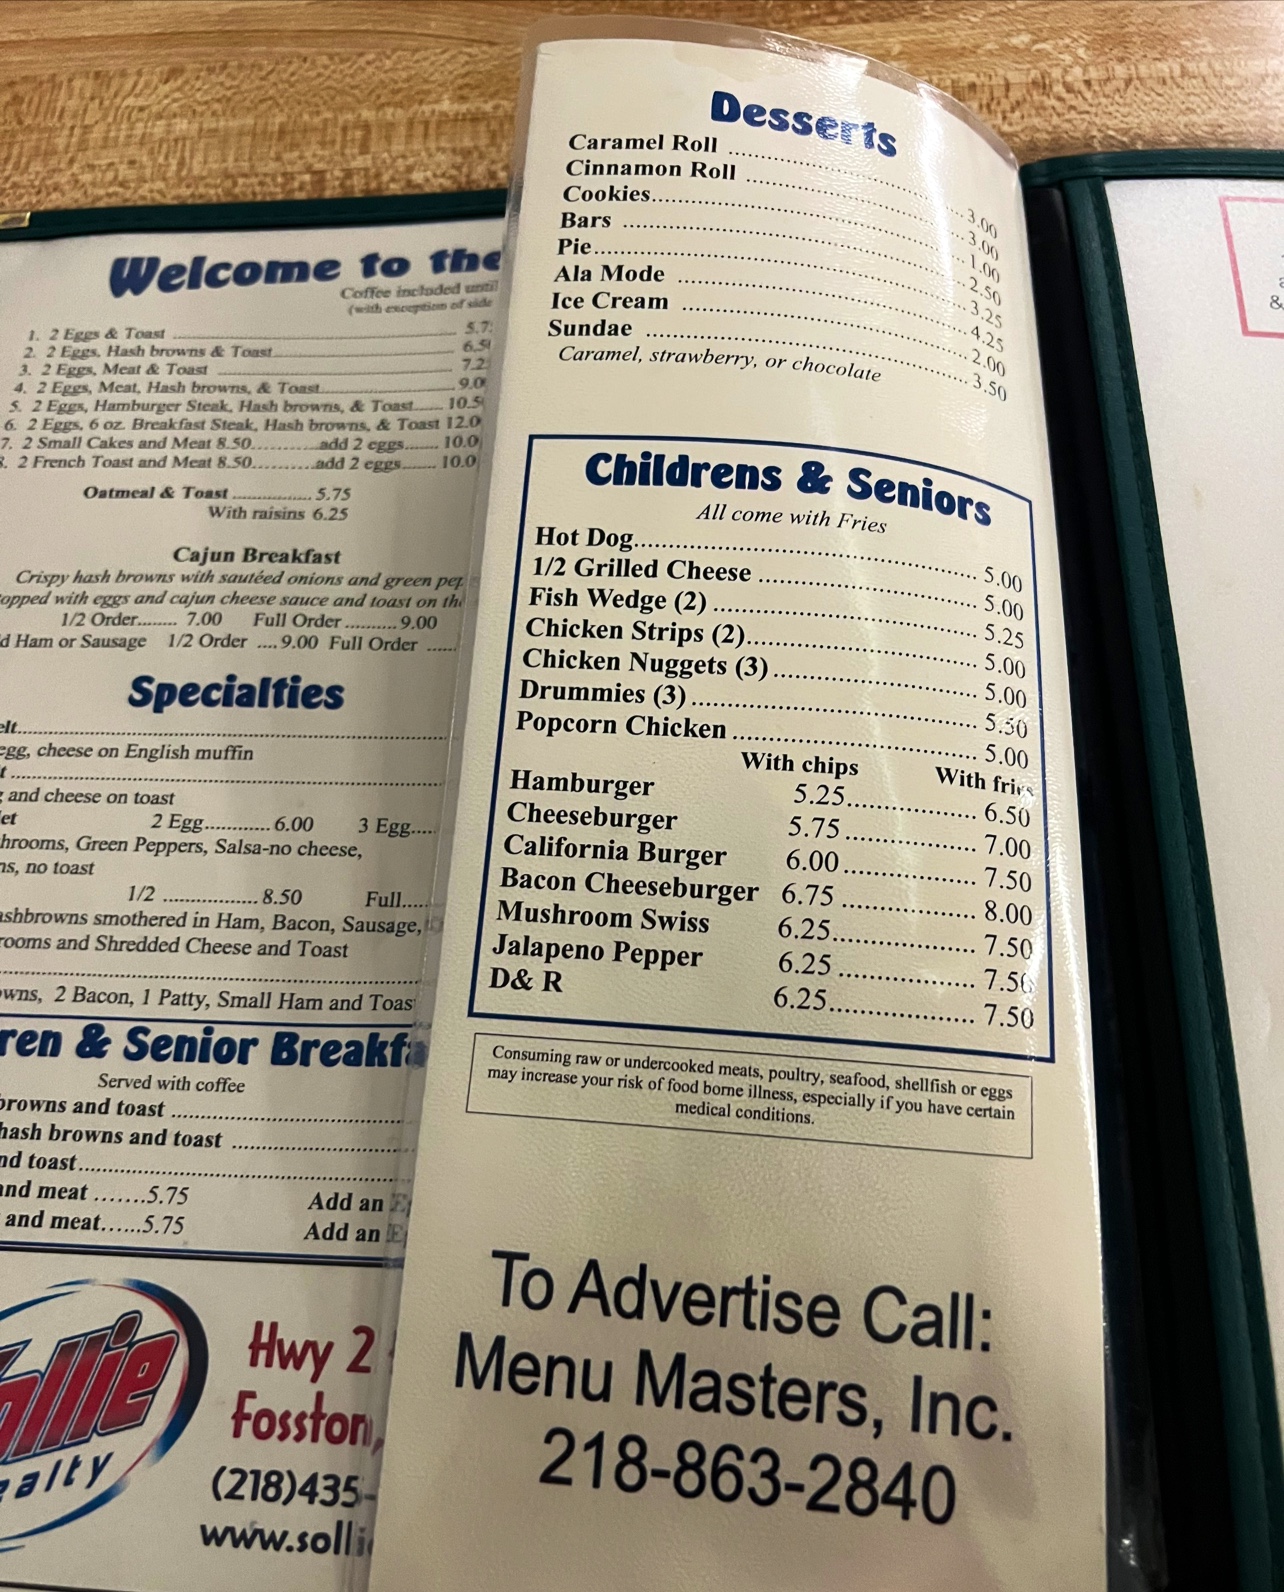 Welcome to the
Coffee included until
(with exception of side
1. 2 Eggs & Toast
2. 2 Eggs, Hash browns & Toast
3. 2 Eggs, Meat & Toast
4. 2 Eggs, Meat, Hash browns, & Toast
5. 2 Eggs, Hamburger Steak, Hash browns, & Toast
6. 2 Eggs, 6 oz. Breakfast Steak, Hash browns, & Toast
7. 2 Small Cakes and Meat 8.50..........add 2 eggs
8. 2 French Toast and Meat 8.50..........add 2 eggs
Oatmeal & Toast ................ 5.75
With raisins 6.25
Cajun Breakfast
Crispy hash browns with sautéed onions and green
with eggs and cajun cheese sauce and toast on
1/2 Order........ 7.00 Full Order ..........9.00
Ham or Sausage 1/2 Order ....9.00 Full Order ......
Specialties
egg, cheese on English muffin
and cheese on toast
2 Egg............ 6.00 3 Egg.....
Green Peppers, Salsa-no cheese,
no toast
1/2 .................8.50 Full.....
smothered in Ham, Bacon, Sausage,
and Shredded Cheese and Toast
2 Bacon, 1 Patty, Small Ham and
& Senior
Served with coffee
and toast
hash browns and toast
toast
and meat .......5.75 Add an
and meat......5.75 Add an
Hwy 2
Fosston,
(218)435-
Desserts
Caramel Roll ........ 3.00
Cinnamon Roll ........ 3.00
Cookies........ 1.00
Bars ........ 2.50
Pie........ 3.25
Ala Mode ........ 4.25
Ice Cream ........ 2.00
Sundae ........ 3.50
Caramel, strawberry, or chocolate
Childrens & Seniors
All come with Fries
Hot Dog........ 5.00
1/2 Grilled Cheese ........ 5.00
Fish Wedge (2) ........ 5.25
Chicken Strips (2)........ 5.00
Chicken Nuggets (3) ........ 5.00
Drummies (3) ........ 5.50
Popcorn Chicken ........ 5.00
With chips With fries
Hamburger 5.25........ 6.50
Cheeseburger 5.75 ........ 7.00
California Burger 6.00........ 7.50
Bacon Cheeseburger 6.75 ........ 8.00
Mushroom Swiss 6.25........ 7.50
Jalapeno Pepper 6.25 ........ 7.50
D& R 6.25........ 7.50
Consuming raw or undercooked meats, poultry, seafood, shellfish or eggs
may increase your risk of food borne illness, especially if you have certain
medical conditions.
To Advertise Call:
Menu Masters, Inc.
218-863-2840
&